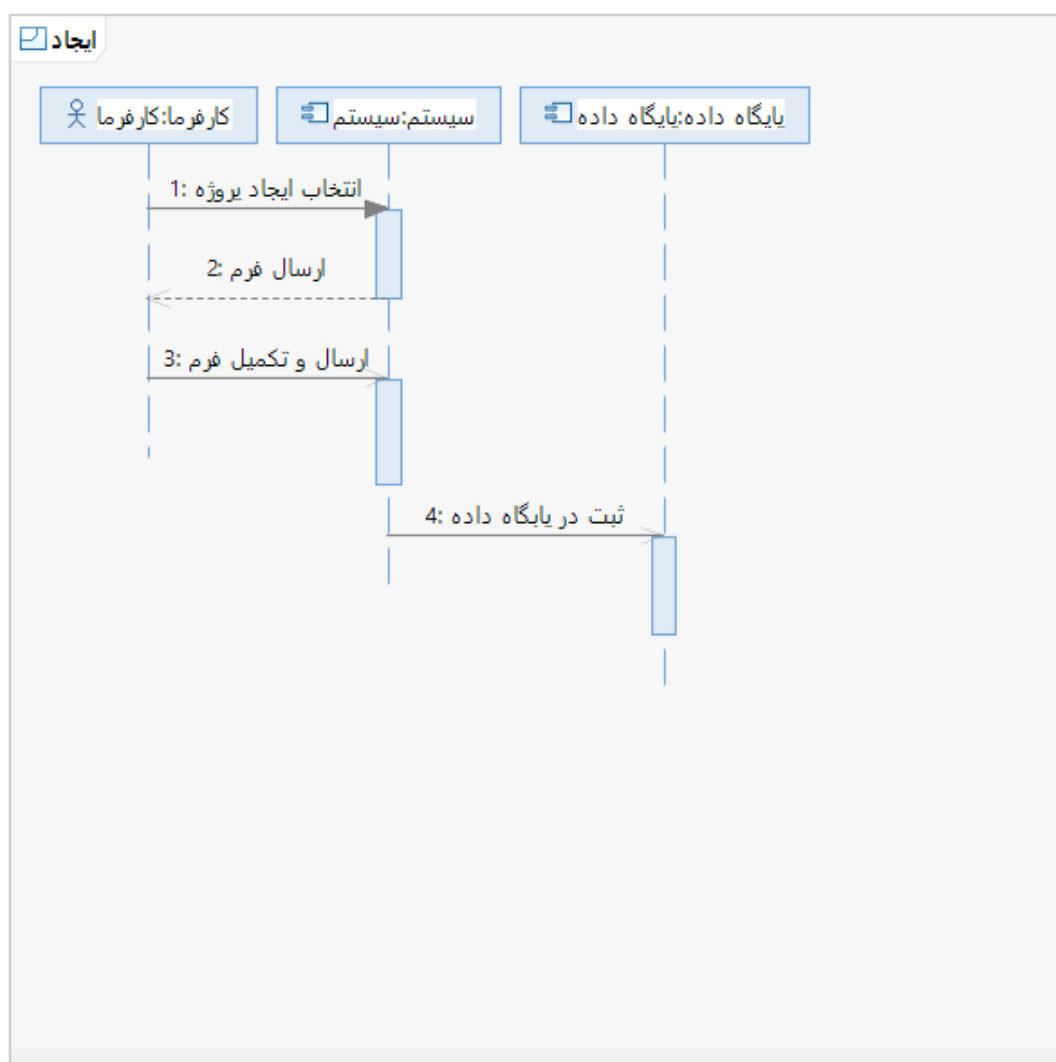 ایجاد
کارفرما:کارفرما
سیستم:سیستم
پایگاه داده:پایگاه داده
1: انتخاب ایجاد پروژه
2: ارسال فرم
3: ارسال و تکمیل فرم
4: ثبت در پایگاه داده